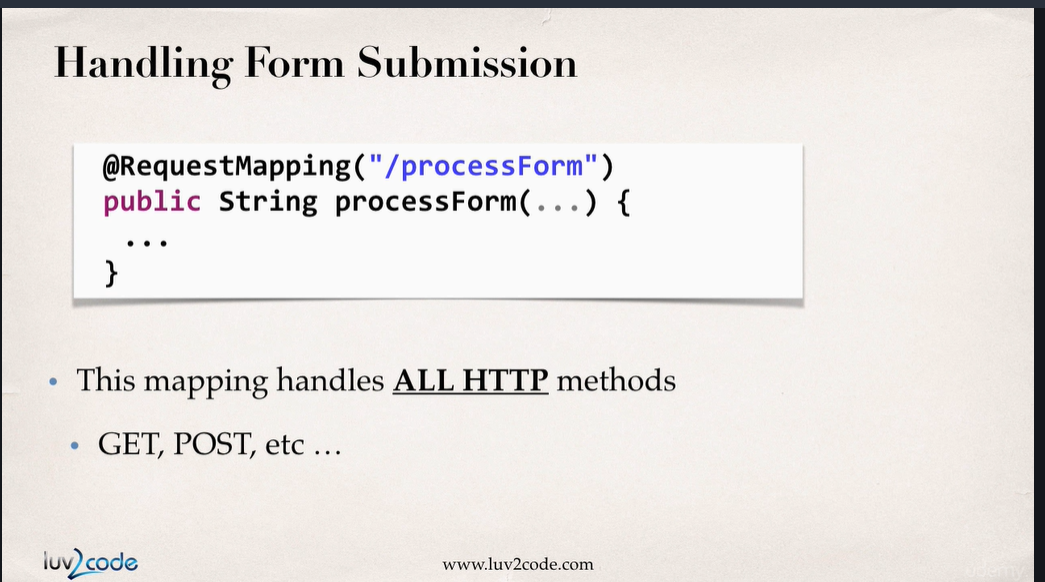 Handling Form Submission
@RequestMapping("/processForm")
public String processForm(...) {
...
}
• This mapping handles ALL HTTP methods
• GET, POST, etc …
luv2code
www.luv2code.com